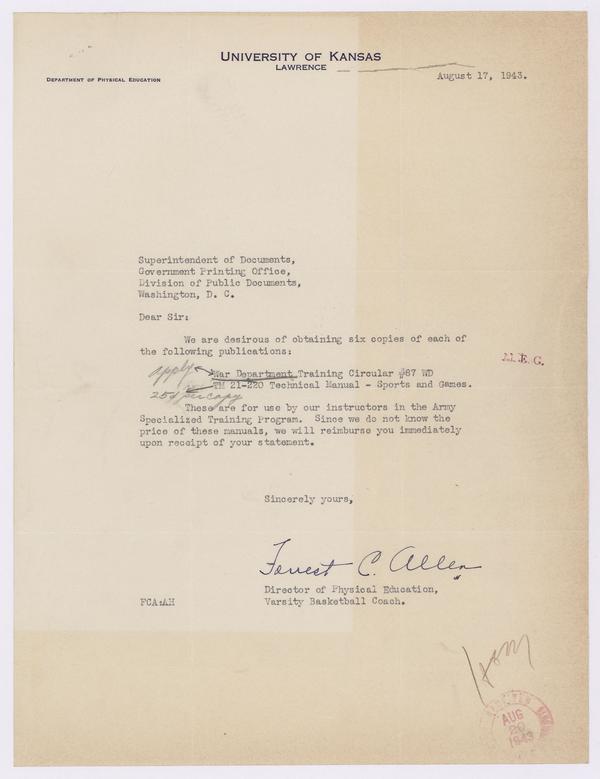 UNIVERSITY OF KANSAS
LAWRENCE
DEPARTMENT OF PHYSICAL EDUCATION
August 17, 1943.
Superintendent of Documents,
Government Printing Office,
Division of Public Documents,
Washington, D. C.
Dear Sir:
We are desirous of obtaining six copies of each of
the following publications:
M. E. G.
apply
War Department Training Circular #87 WD
TM 21-220 Technical Manual - Sports and Games.
25¢ per copy
These are for use by our instructors in the Army
Specialized Training Program. Since we do not know the
price of these manuals, we will reimburse you immediately
upon receipt of your statement.
Sincerely yours,
Forrest C. Allen
Director of Physical Education,
FCA:AH Varsity Basketball Coach.
AUG
20
1943